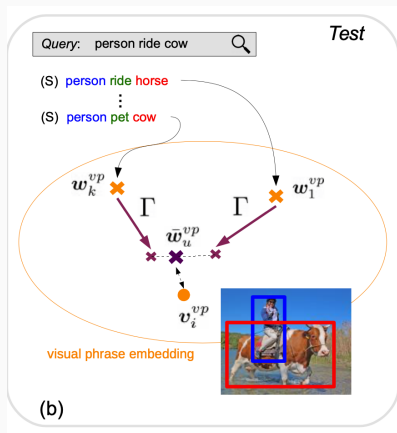 Test
Query: person ride cow
(S) person ride horse
⋮
(S) person pet cow
w_k^{vp}
w_1^{vp}
Γ
Γ
w̄_u^{vp}
v_i^{vp}
visual phrase embedding
(b)